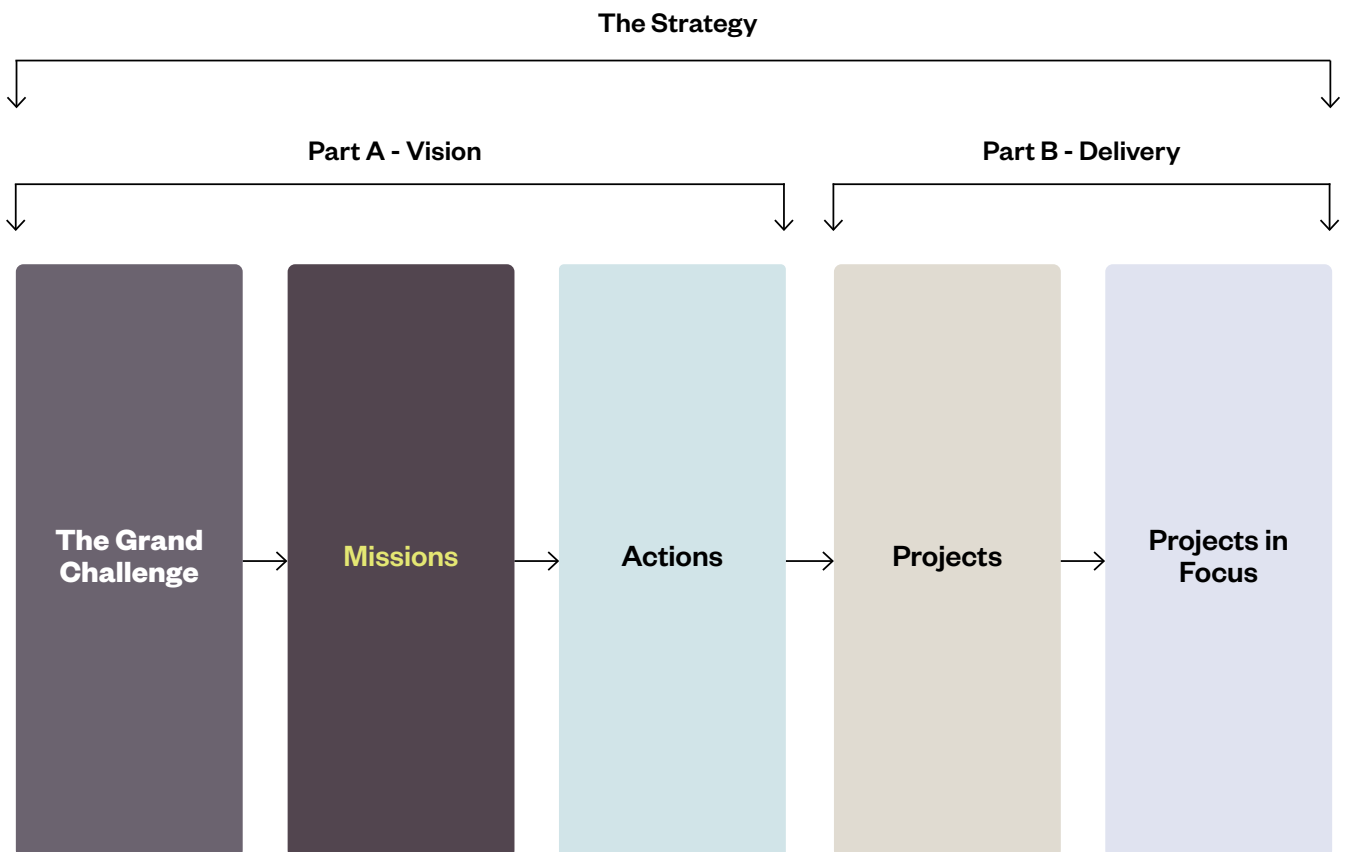 The Strategy
Part A - Vision
Part B - Delivery
The Grand
Challenge
Missions
Actions
Projects
Projects in
Focus